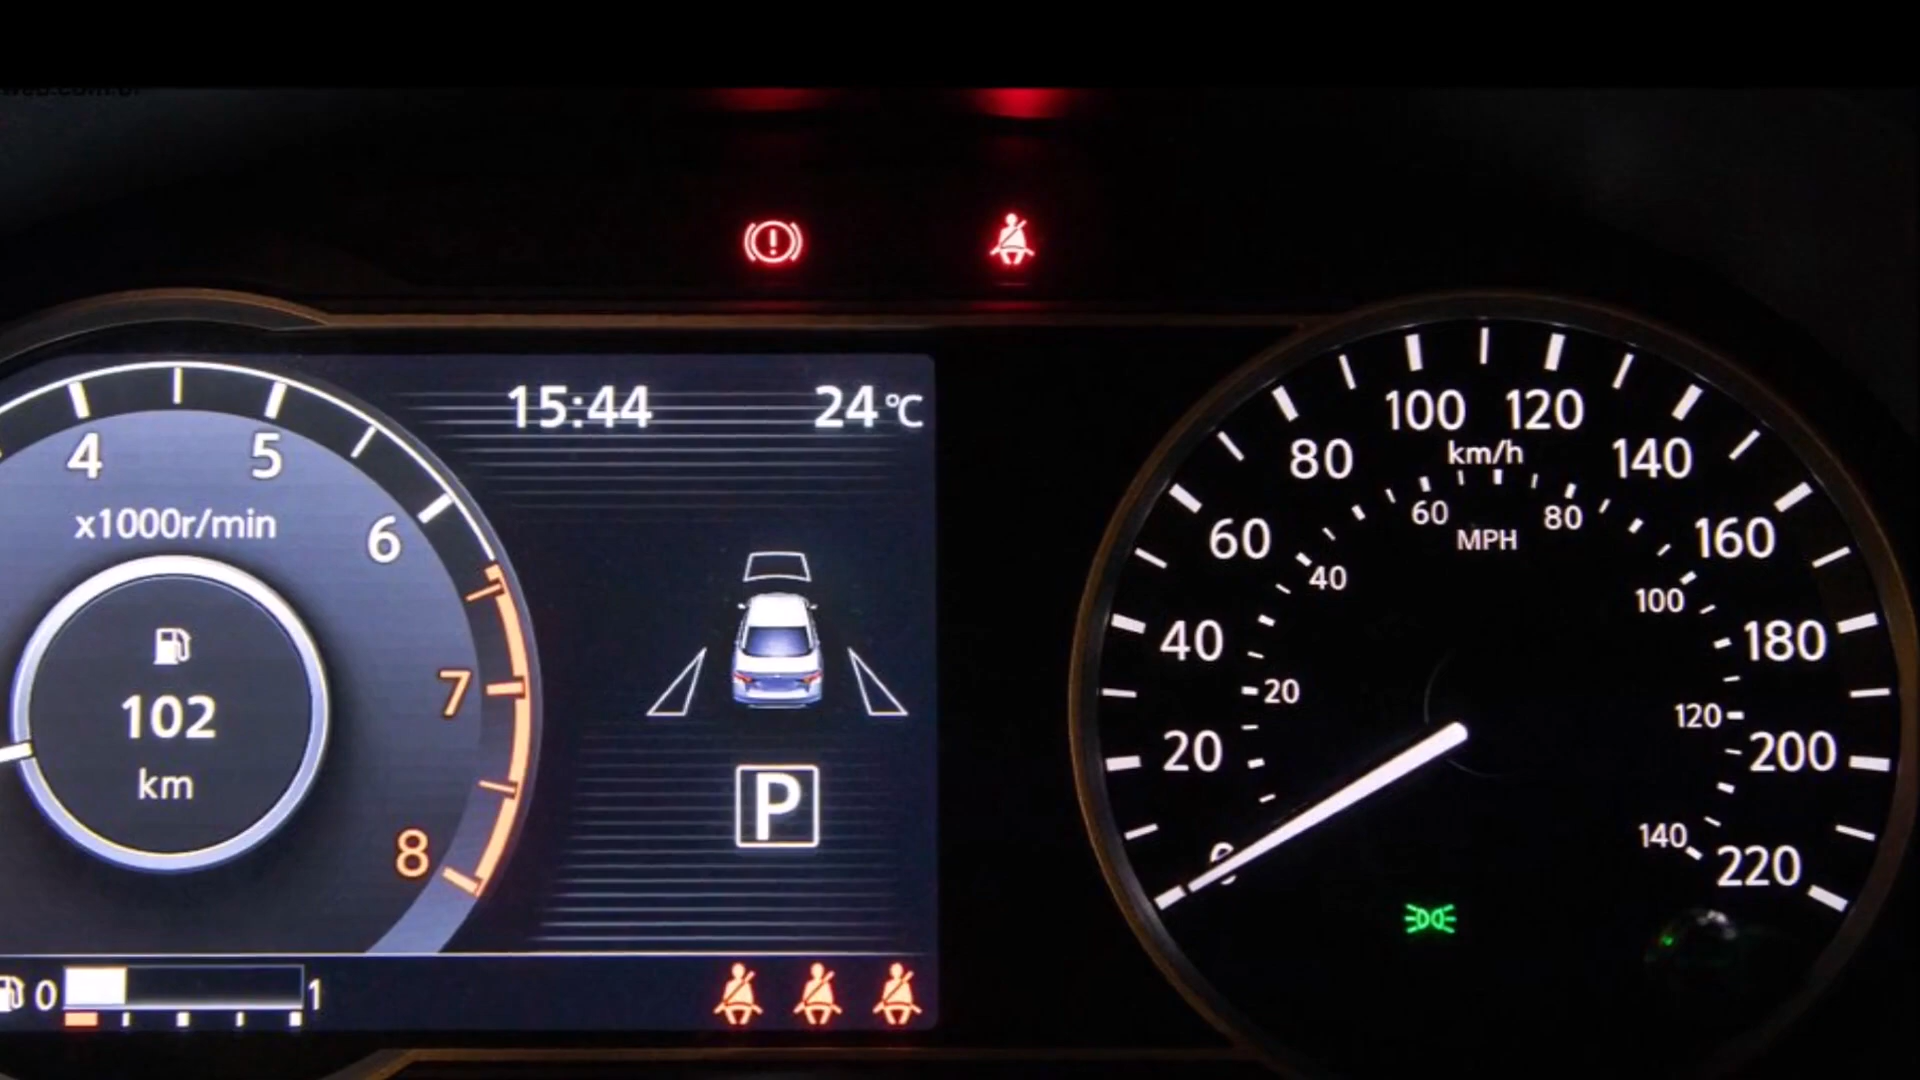 15:44 24°C
4 5 6 7 8
x1000r/min
102
km
P
0 1
0 20 40 60 80 100 120 140 160 180 200 220
km/h
20 40 60 80 100 120 140
MPH